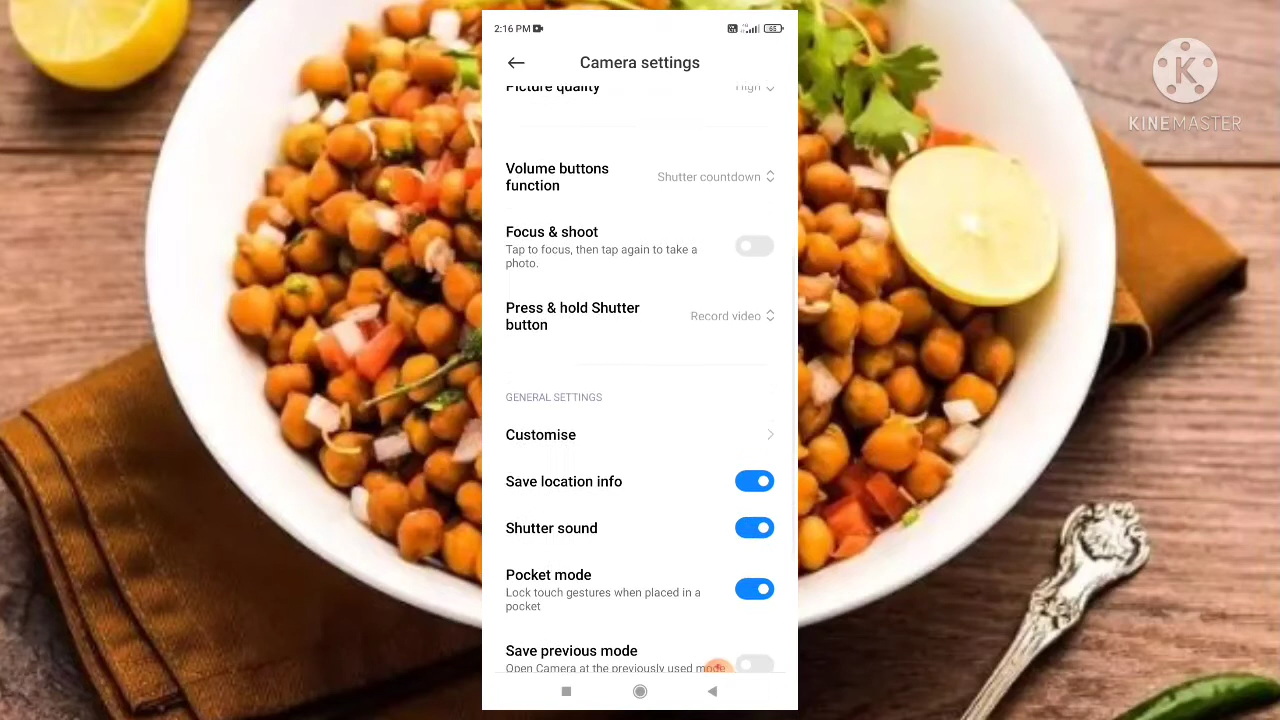 2:16 PM
65
Camera settings
Picture quality
High
Volume buttons
function
Shutter countdown
Focus & shoot
Tap to focus, then tap again to take a
photo.
Press & hold Shutter
button
Record video
GENERAL SETTINGS
Customise
Save location info
Shutter sound
Pocket mode
Lock touch gestures when placed in a
pocket
Save previous mode
Open Camera at the previously used mode
K
KINEMASTER